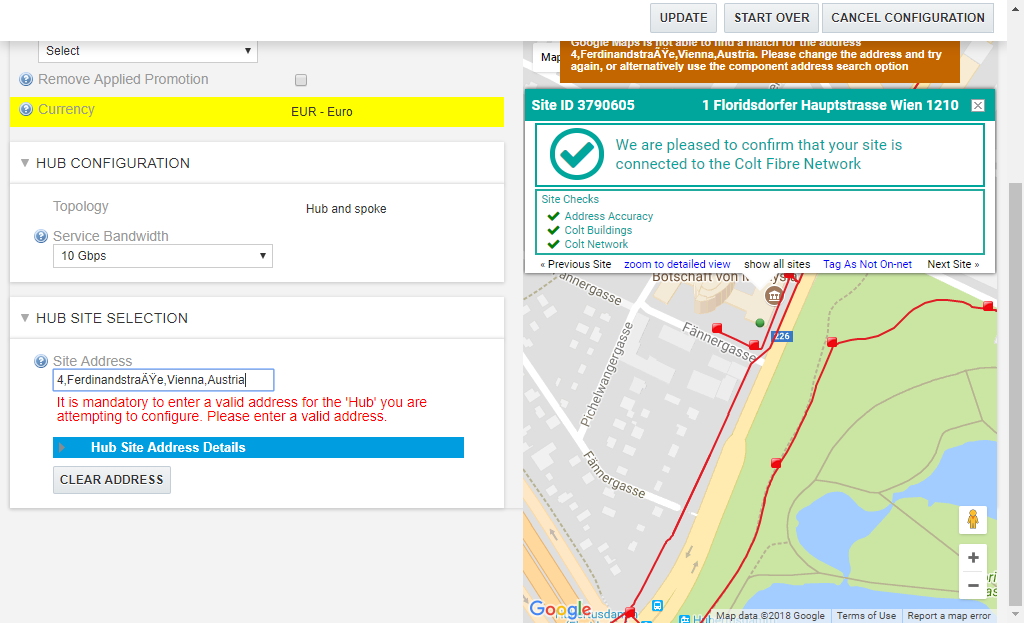 UPDATE
START OVER
CANCEL CONFIGURATION
Select
Remove Applied Promotion
Currency
EUR - Euro
HUB CONFIGURATION
Topology
Hub and spoke
Service Bandwidth
10 Gbps
HUB SITE SELECTION
Site Address
4,FerdinandstraÄŸe,Vienna,Austria
It is mandatory to enter a valid address for the 'Hub' you are
attempting to configure. Please enter a valid address.
Hub Site Address Details
CLEAR ADDRESS
Map
Google Maps is not able to find a match for the address
4,FerdinandstraÃŸe,Vienna,Austria. Please change the address and try
again, or alternatively use the component address search option
Site ID 3790605
1 Floridsdorfer Hauptstrasse Wien 1210
We are pleased to confirm that your site is
connected to the Colt Fibre Network
Site Checks
Address Accuracy
Colt Buildings
Colt Network
« Previous Site
zoom to detailed view
show all sites
Tag As Not On-net
Next Site »
Botschaft von
Fännergasse
226
Pichelwangergasse
Fännergasse
Google
Map data ©2018 Google
Terms of Use
Report a map error